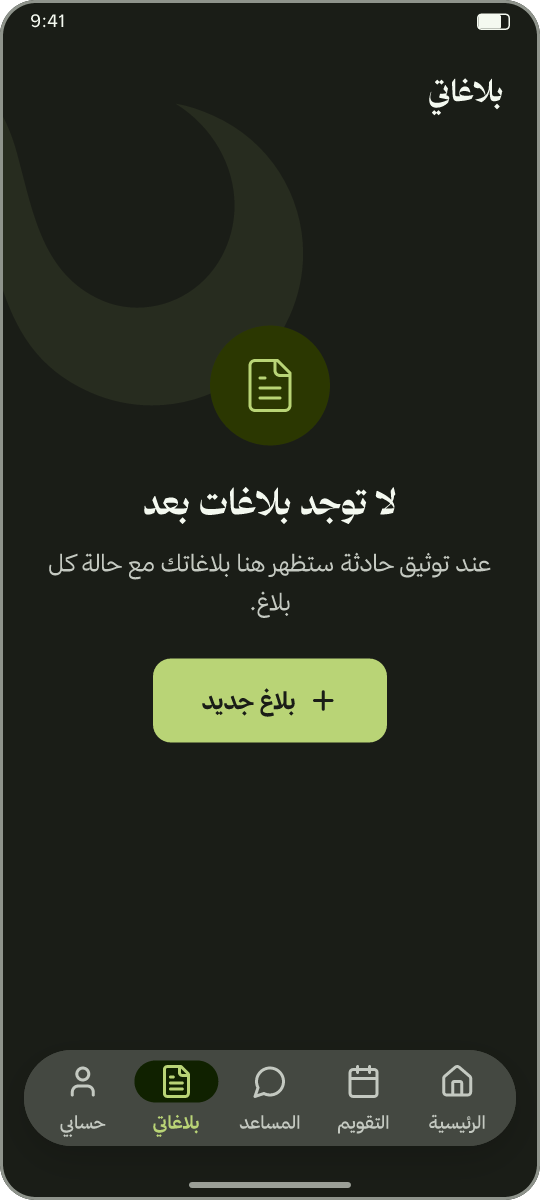 9:41
بلاغاتي
لا توجد بلاغات بعد
عند توثيق حادثة ستظهر هنا بلاغاتك مع حالة كل
بلاغ.
بلاغ جديد
الرئيسية
التقويم
المساعد
بلاغاتي
حسابي